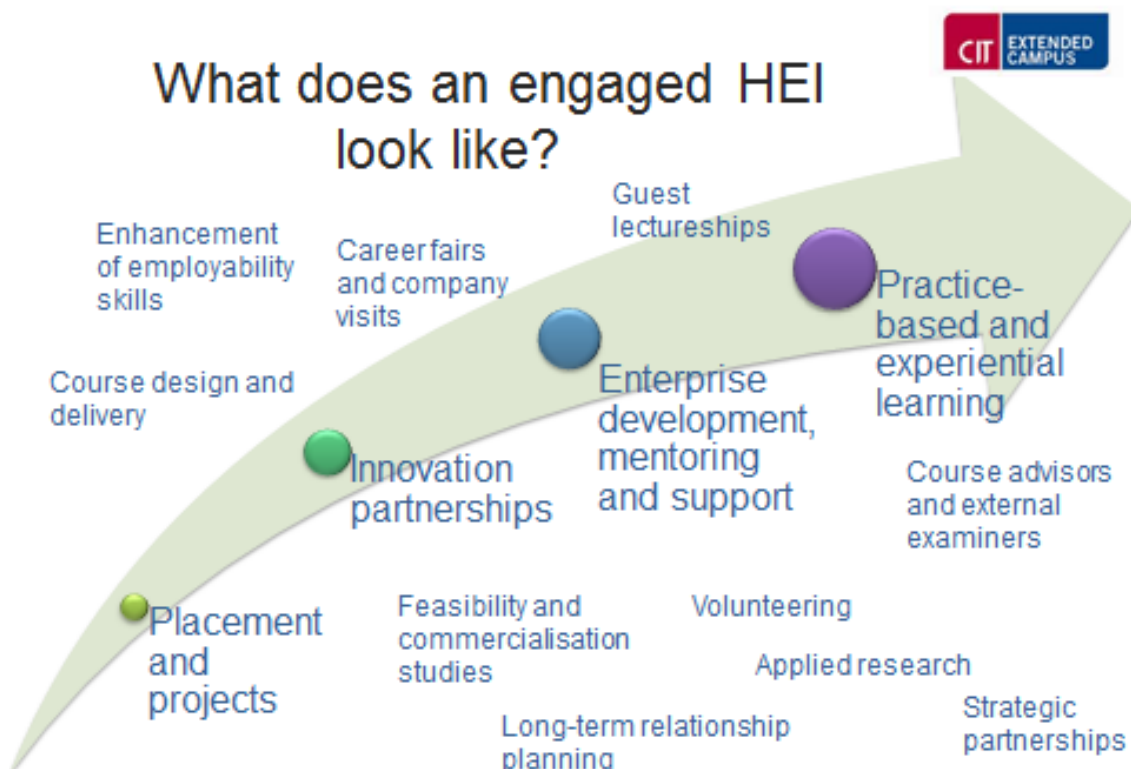 CIT
EXTENDED
CAMPUS
What does an engaged HEI
look like?
Guest
lectureships
Enhancement
of employability
skills
Career fairs
and company
visits
Practice-
based and
experiential
learning
Course design and
delivery
Enterprise
development,
mentoring
and support
Innovation
partnerships
Course advisors
and external
examiners
Placement
and
projects
Feasibility and
commercialisation
studies
Volunteering
Applied research
Long-term relationship
planning
Strategic
partnerships